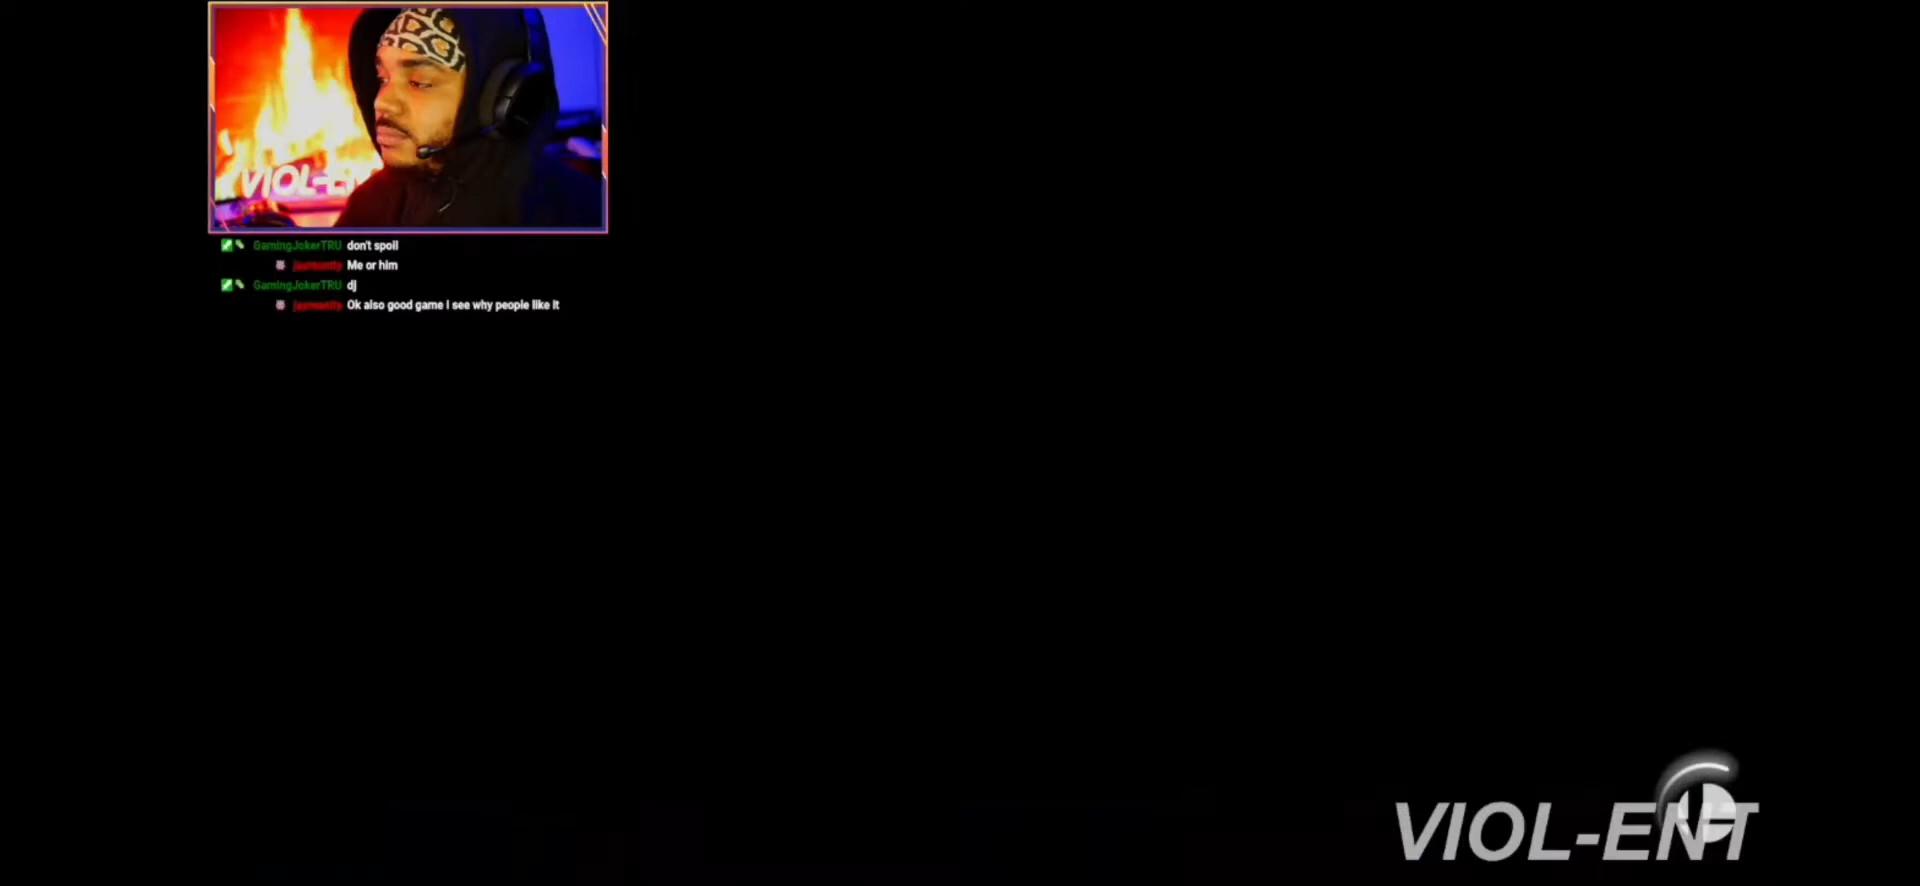 VIOL-EN
GamingJokerTRU don't spoil
Me or him
GamingJokerTRU dj
Ok also good game I see why people like it
VIOL-ENT